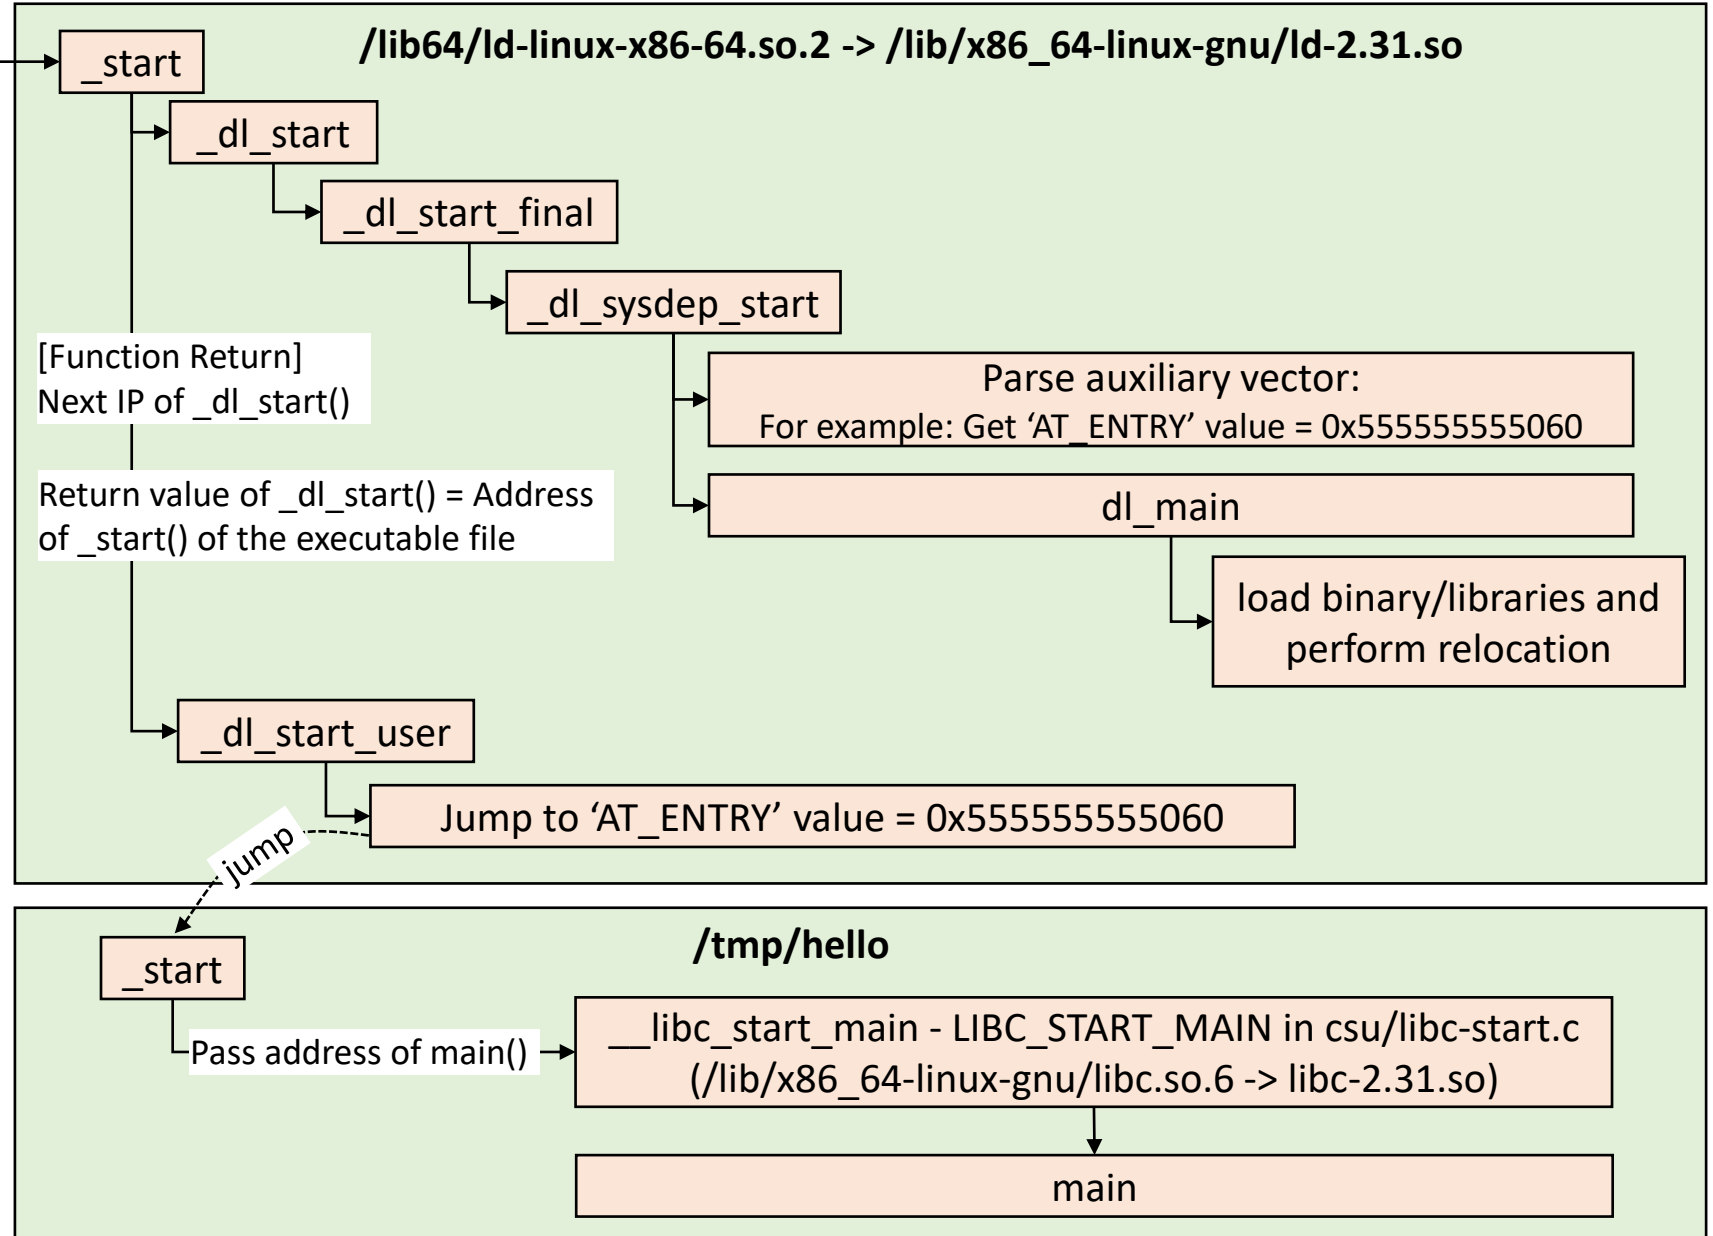 /lib64/ld-linux-x86-64.so.2 -> /lib/x86_64-linux-gnu/ld-2.31.so
_start
_dl_start
_dl_start_final
_dl_sysdep_start
[Function Return]
Next IP of _dl_start()
Parse auxiliary vector:
For example: Get ‘AT_ENTRY’ value = 0x555555555060
Return value of _dl_start() = Address
of _start() of the executable file
dl_main
load binary/libraries and
perform relocation
_dl_start_user
Jump to ‘AT_ENTRY’ value = 0x555555555060
jump
/tmp/hello
_start
Pass address of main()
__libc_start_main - LIBC_START_MAIN in csu/libc-start.c
(/lib/x86_64-linux-gnu/libc.so.6 -> libc-2.31.so)
main